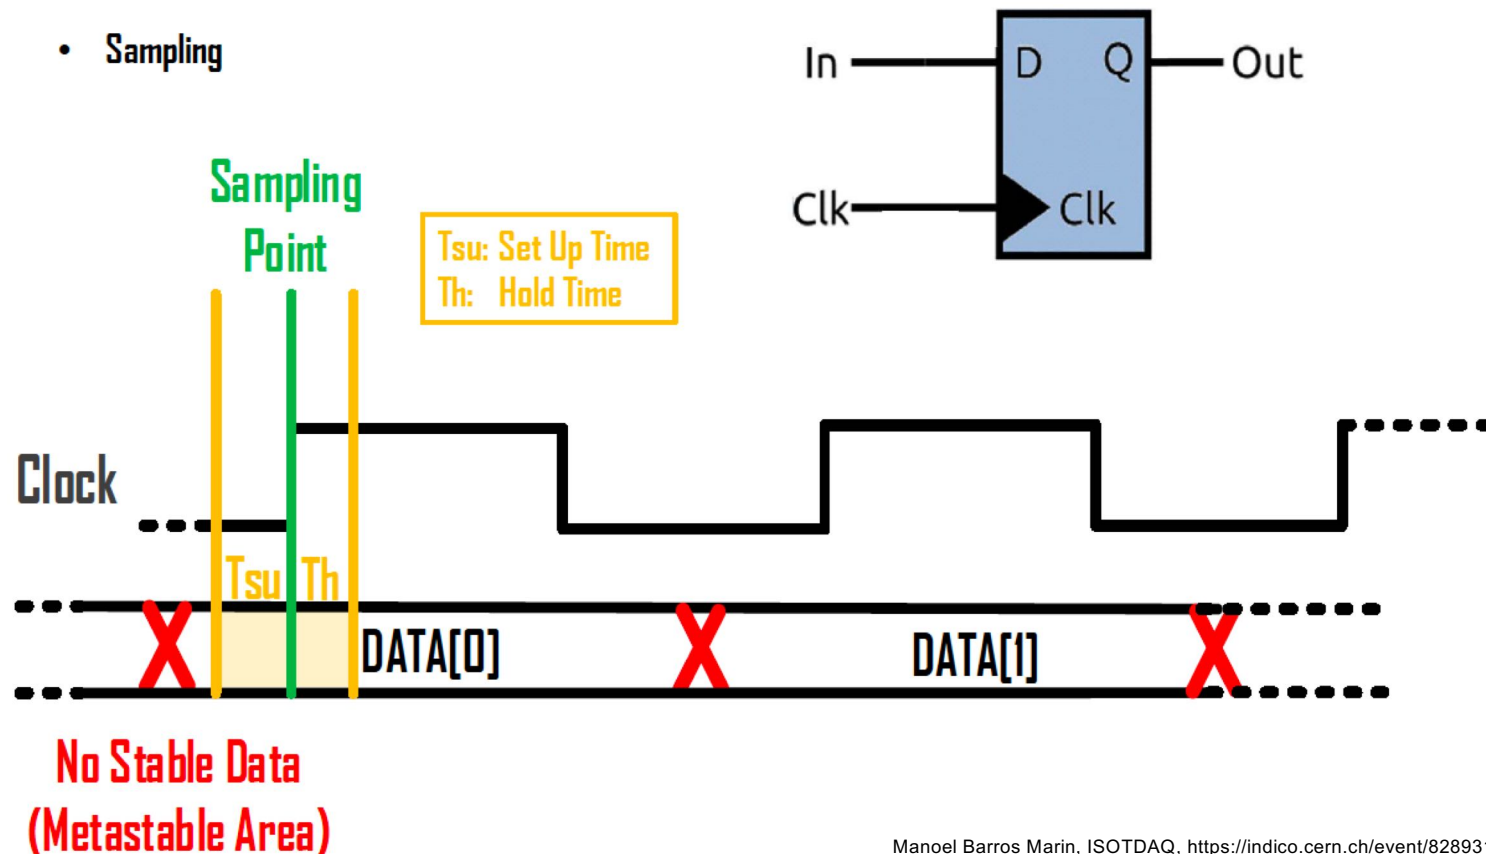 • Sampling
In
D
Q
Out
Clk
Clk
Sampling
Point
Tsu: Set Up Time
Th: Hold Time
Clock
Tsu
Th
DATA[0]
DATA[1]
No Stable Data
(Metastable Area)
Manoel Barros Marin, ISOTDAQ, https://indico.cern.ch/event/828931